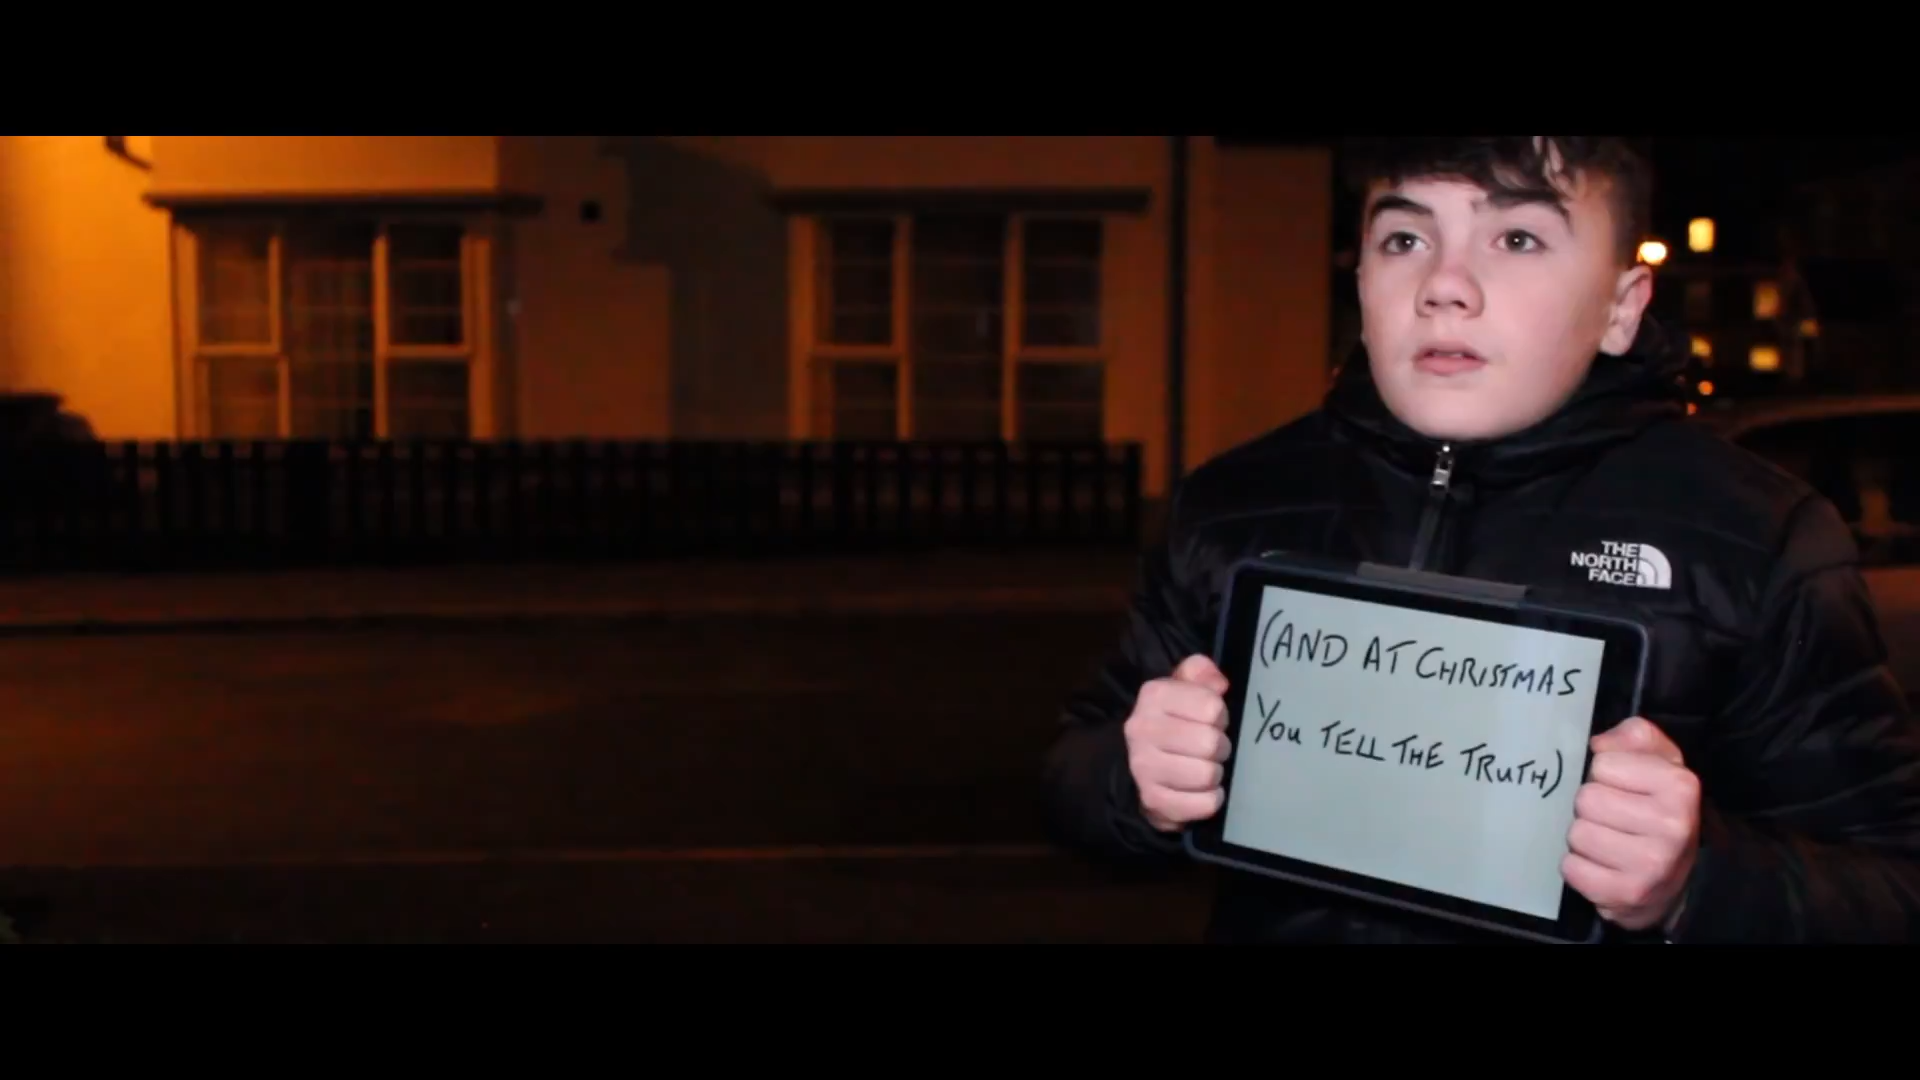 THE
NORTH
FACE
(AND AT CHRISTMAS
You TELL THE TRuTH)